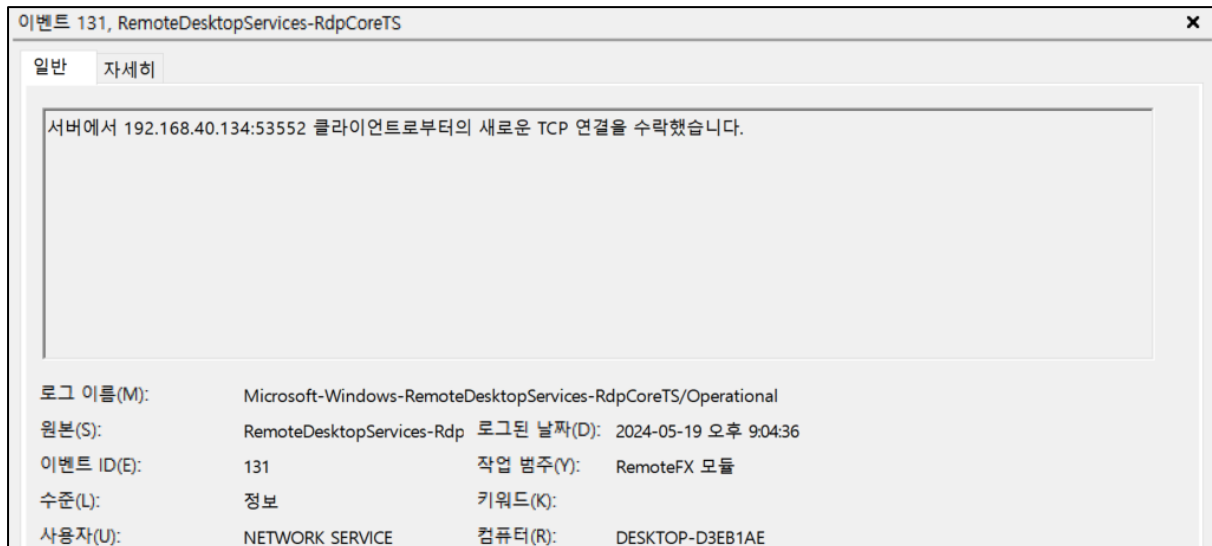 이벤트 131, RemoteDesktopServices-RdpCoreTS
일반 자세히
서버에서 192.168.40.134:53552 클라이언트로부터의 새로운 TCP 연결을 수락했습니다.
로그 이름(M): Microsoft-Windows-RemoteDesktopServices-RdpCoreTS/Operational
원본(S): RemoteDesktopServices-Rdp 로그된 날짜(D): 2024-05-19 오후 9:04:36
이벤트 ID(E): 131 작업 범주(Y): RemoteFX 모듈
수준(L): 정보 키워드(K):
사용자(U): NETWORK SERVICE 컴퓨터(R): DESKTOP-D3EB1AE